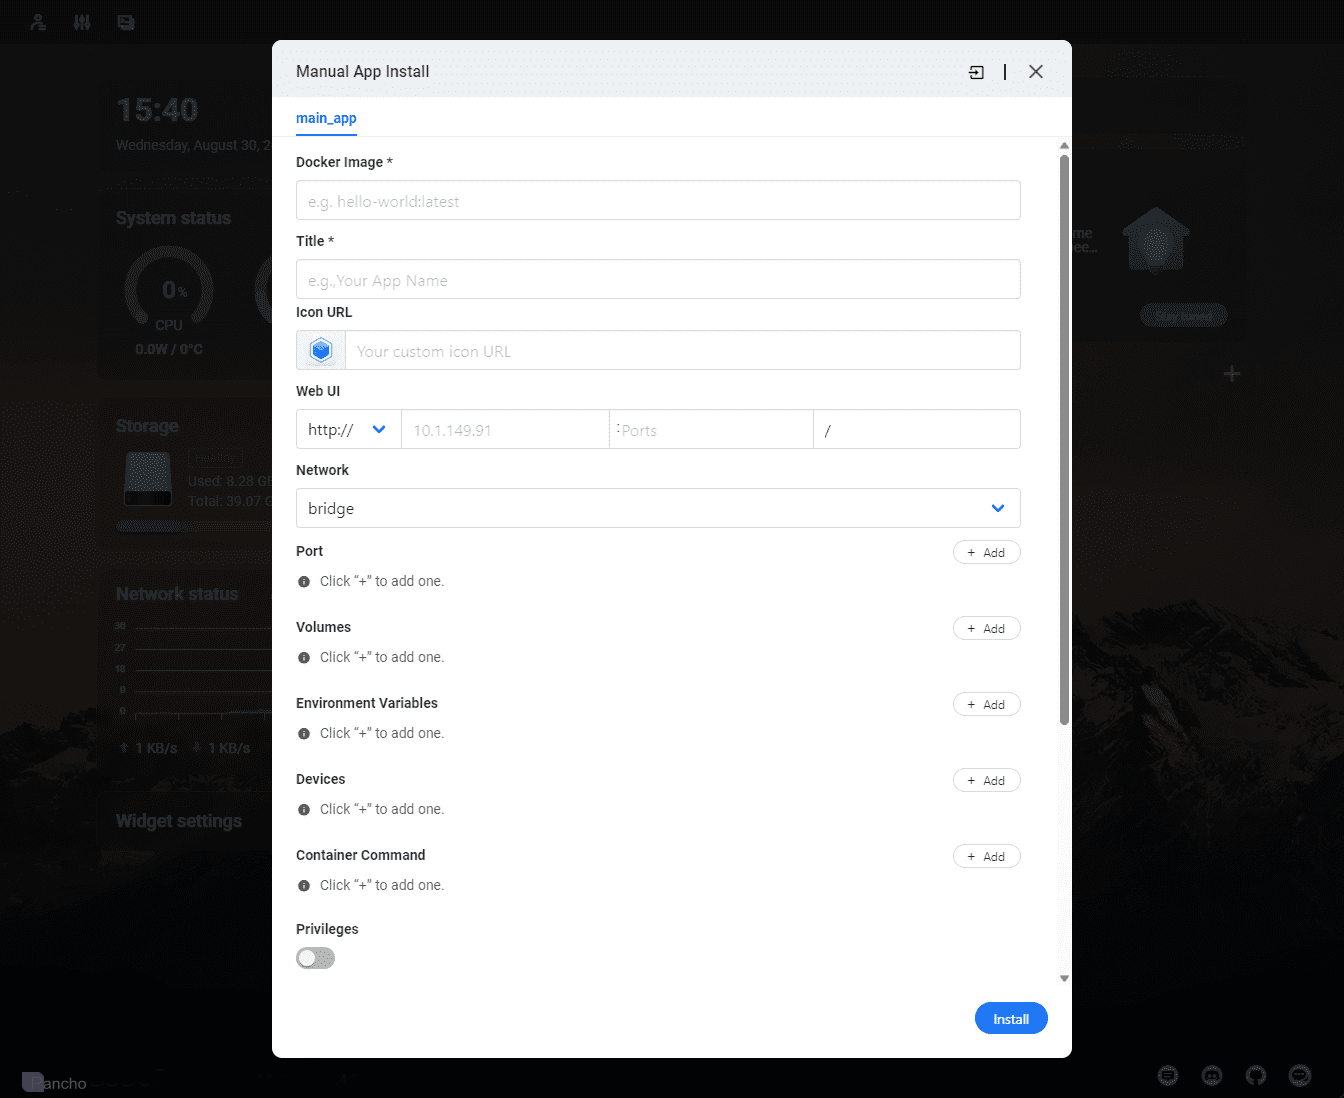 Manual App Install
main_app
15:40
Wednesday, August 30, 2
System status
0%
CPU
0.0W / 0°C
Storage
Healthy
Used: 8.28 GB
Total: 39.07 G
Network status
36
27
18
9
0
1 KB/s 1 KB/s
Widget settings
Docker Image *
e.g. hello-world:latest
Title *
e.g.,Your App Name
Icon URL
Your custom icon URL
Web UI
http:// 10.1.149.91 :Ports /
Network
bridge
Port + Add
Click “+” to add one.
Volumes + Add
Click “+” to add one.
Environment Variables + Add
Click “+” to add one.
Devices + Add
Click “+” to add one.
Container Command + Add
Click “+” to add one.
Privileges
Install
me
ee...
Stay tuned
Pancho